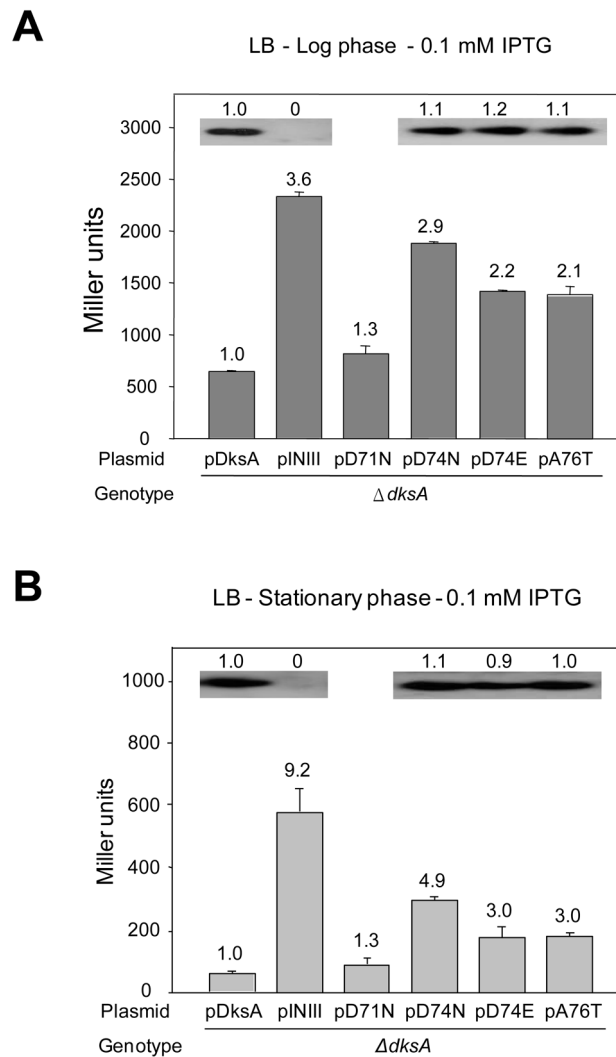 A
LB - Log phase - 0.1 mM IPTG
1.0 0 1.1 1.2 1.1
3000
2500
2000
1500
1000
500
0
Miller units
1.0 3.6 1.3 2.9 2.2 2.1
Plasmid pDksA pINIII pD71N pD74N pD74E pA76T
Genotype ΔdksA
B
LB - Stationary phase - 0.1 mM IPTG
1.0 0 1.1 0.9 1.0
1000
800
600
400
200
0
Miller units
1.0 9.2 1.3 4.9 3.0 3.0
Plasmid pDksA pINIII pD71N pD74N pD74E pA76T
Genotype ΔdksA